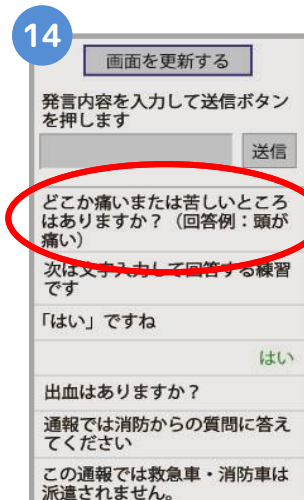 14
画面を更新する
発言内容を入力して送信ボタン
を押します
送信
どこか痛いまたは苦しいところ
はありますか？（回答例：頭が
痛い）
次は文字入力して回答する練習
です
「はい」ですね
はい
出血はありますか？
通報では消防からの質問に答え
てください
この通報では救急車・消防車は
派遣されません。